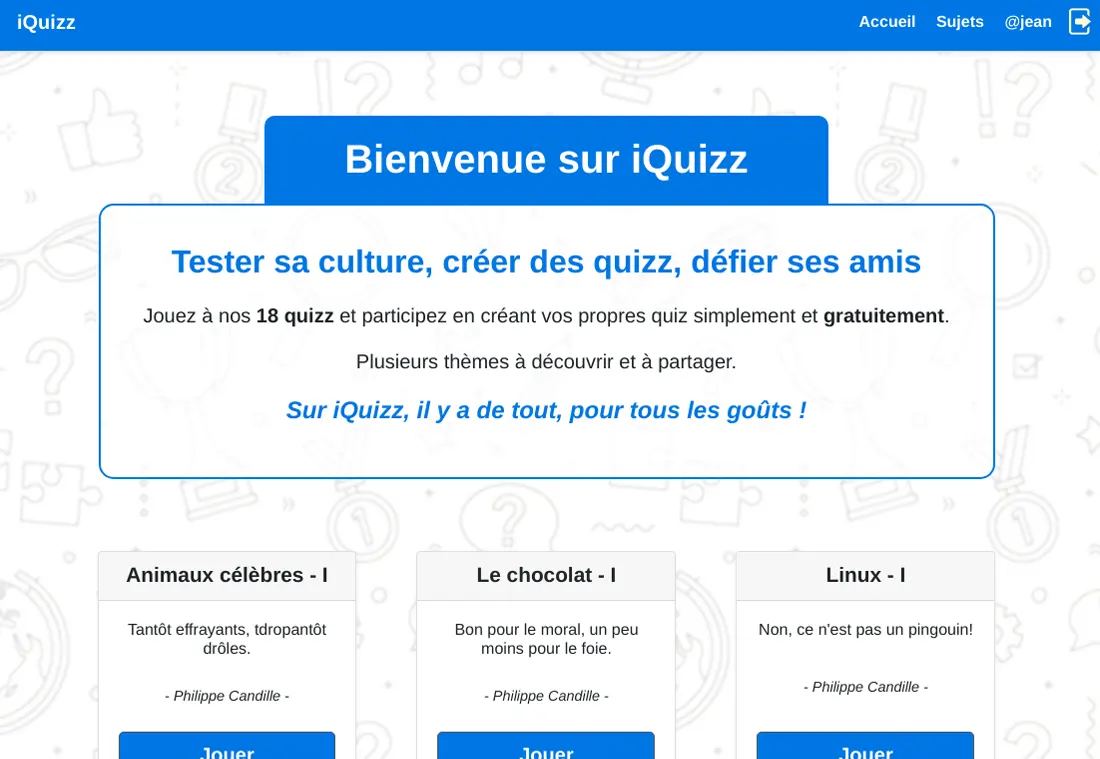 iQuizz
Accueil Sujets @jean
Bienvenue sur iQuizz
Tester sa culture, créer des quizz, défier ses amis
Jouez à nos 18 quizz et participez en créant vos propres quiz simplement et gratuitement.
Plusieurs thèmes à découvrir et à partager.
Sur iQuizz, il y a de tout, pour tous les goûts !
Animaux célèbres - I
Tantôt effrayants, tdropantôt
drôles.
- Philippe Candille -
Jouer
Le chocolat - I
Bon pour le moral, un peu
moins pour le foie.
- Philippe Candille -
Jouer
Linux - I
Non, ce n'est pas un pingouin!
- Philippe Candille -
Jouer